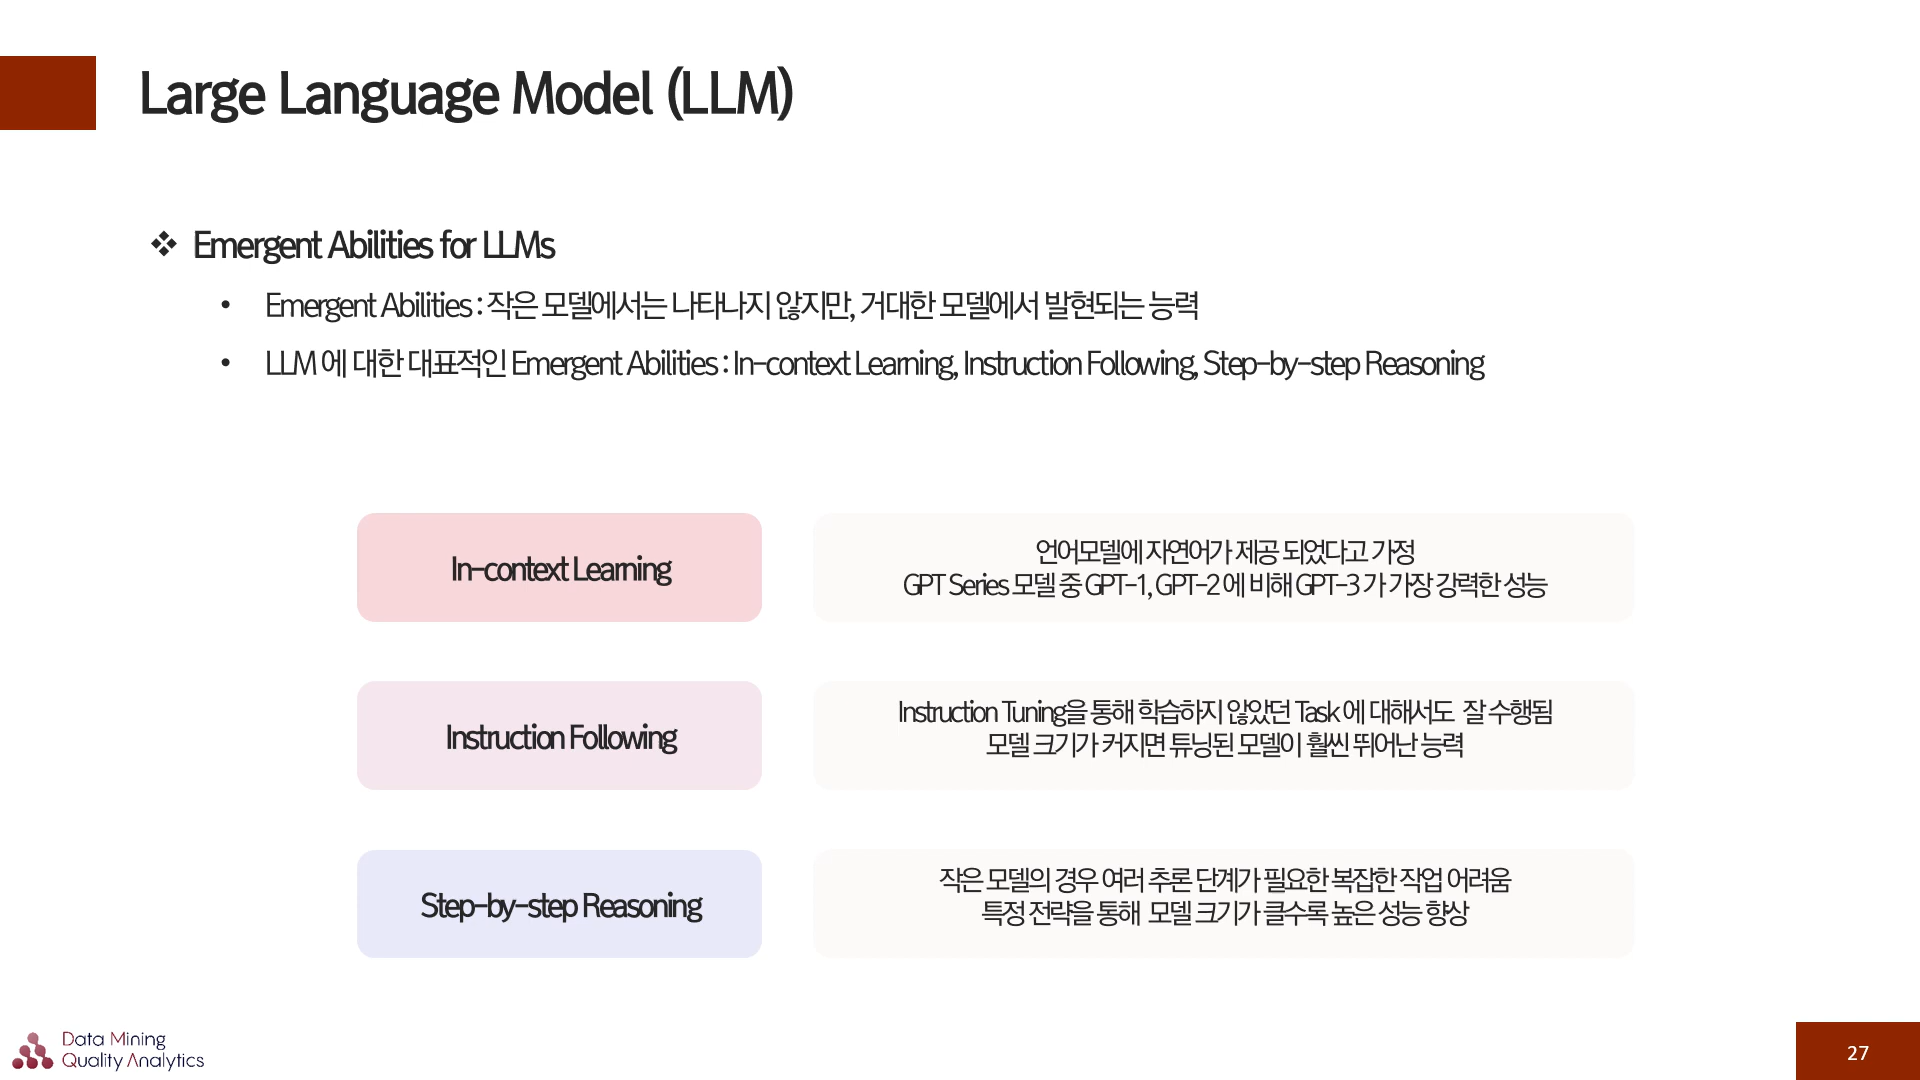 Large Language Model (LLM)
❖ Emergent Abilities for LLMs
• Emergent Abilities : 작은 모델에서는 나타나지 않지만, 거대한 모델에서 발현되는 능력
• LLM 에 대한 대표적인 Emergent Abilities : In-context Learning, Instruction Following, Step-by-step Reasoning
In-context Learning
언어모델에 자연어가 제공 되었다고 가정
GPT Series 모델 중 GPT-1, GPT-2 에 비해 GPT-3 가 가장 강력한 성능
Instruction Following
Instruction Tuning을 통해 학습하지 않았던 Task 에 대해서도 잘 수행됨
모델 크기가 커지면 튜닝된 모델이 훨씬 뛰어난 능력
Step-by-step Reasoning
작은 모델의 경우 여러 추론 단계가 필요한 복잡한 작업 어려움
특정 전략을 통해 모델 크기가 클수록 높은 성능 향상
Data Mining
Quality Analytics
27